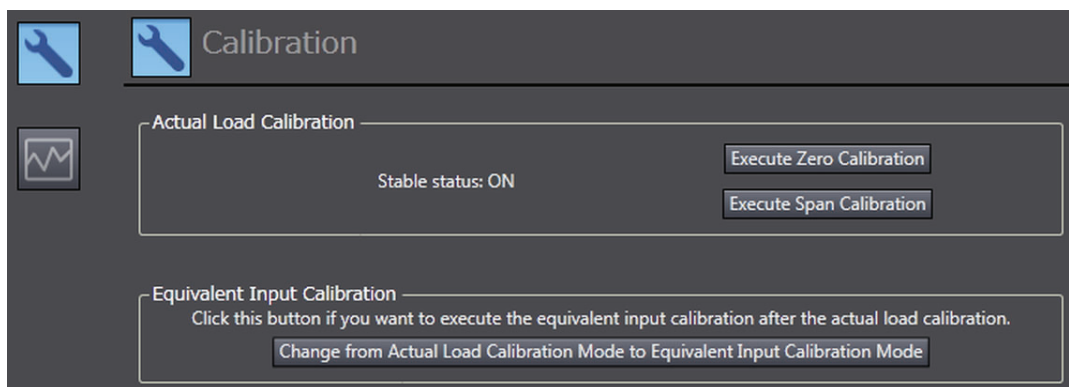 Calibration
Actual Load Calibration
Stable status: ON
Execute Zero Calibration
Execute Span Calibration
Equivalent Input Calibration
Click this button if you want to execute the equivalent input calibration after the actual load calibration.
Change from Actual Load Calibration Mode to Equivalent Input Calibration Mode